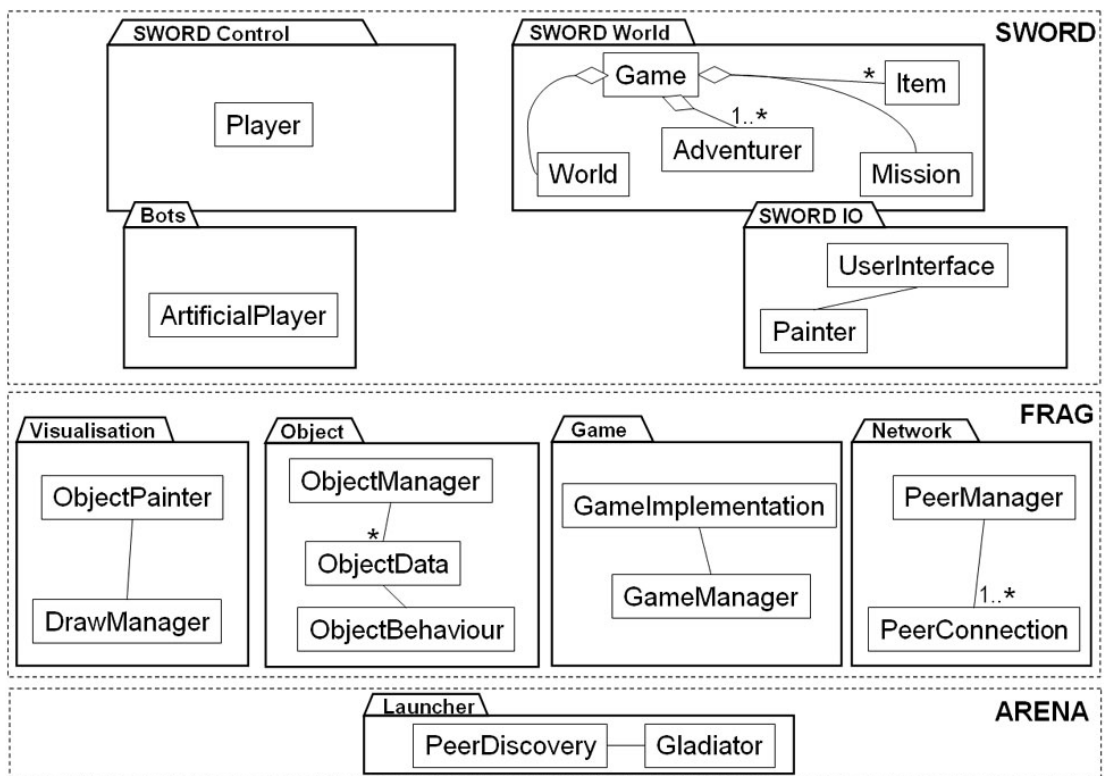 SWORD
SWORD Control
Player
SWORD World
Game
*
Item
1..*
Adventurer
World
Mission
Bots
ArtificialPlayer
SWORD IO
UserInterface
Painter
FRAG
Visualisation
ObjectPainter
DrawManager
Object
ObjectManager
*
ObjectData
ObjectBehaviour
Game
GameImplementation
GameManager
Network
PeerManager
1..*
PeerConnection
ARENA
Launcher
PeerDiscovery
Gladiator